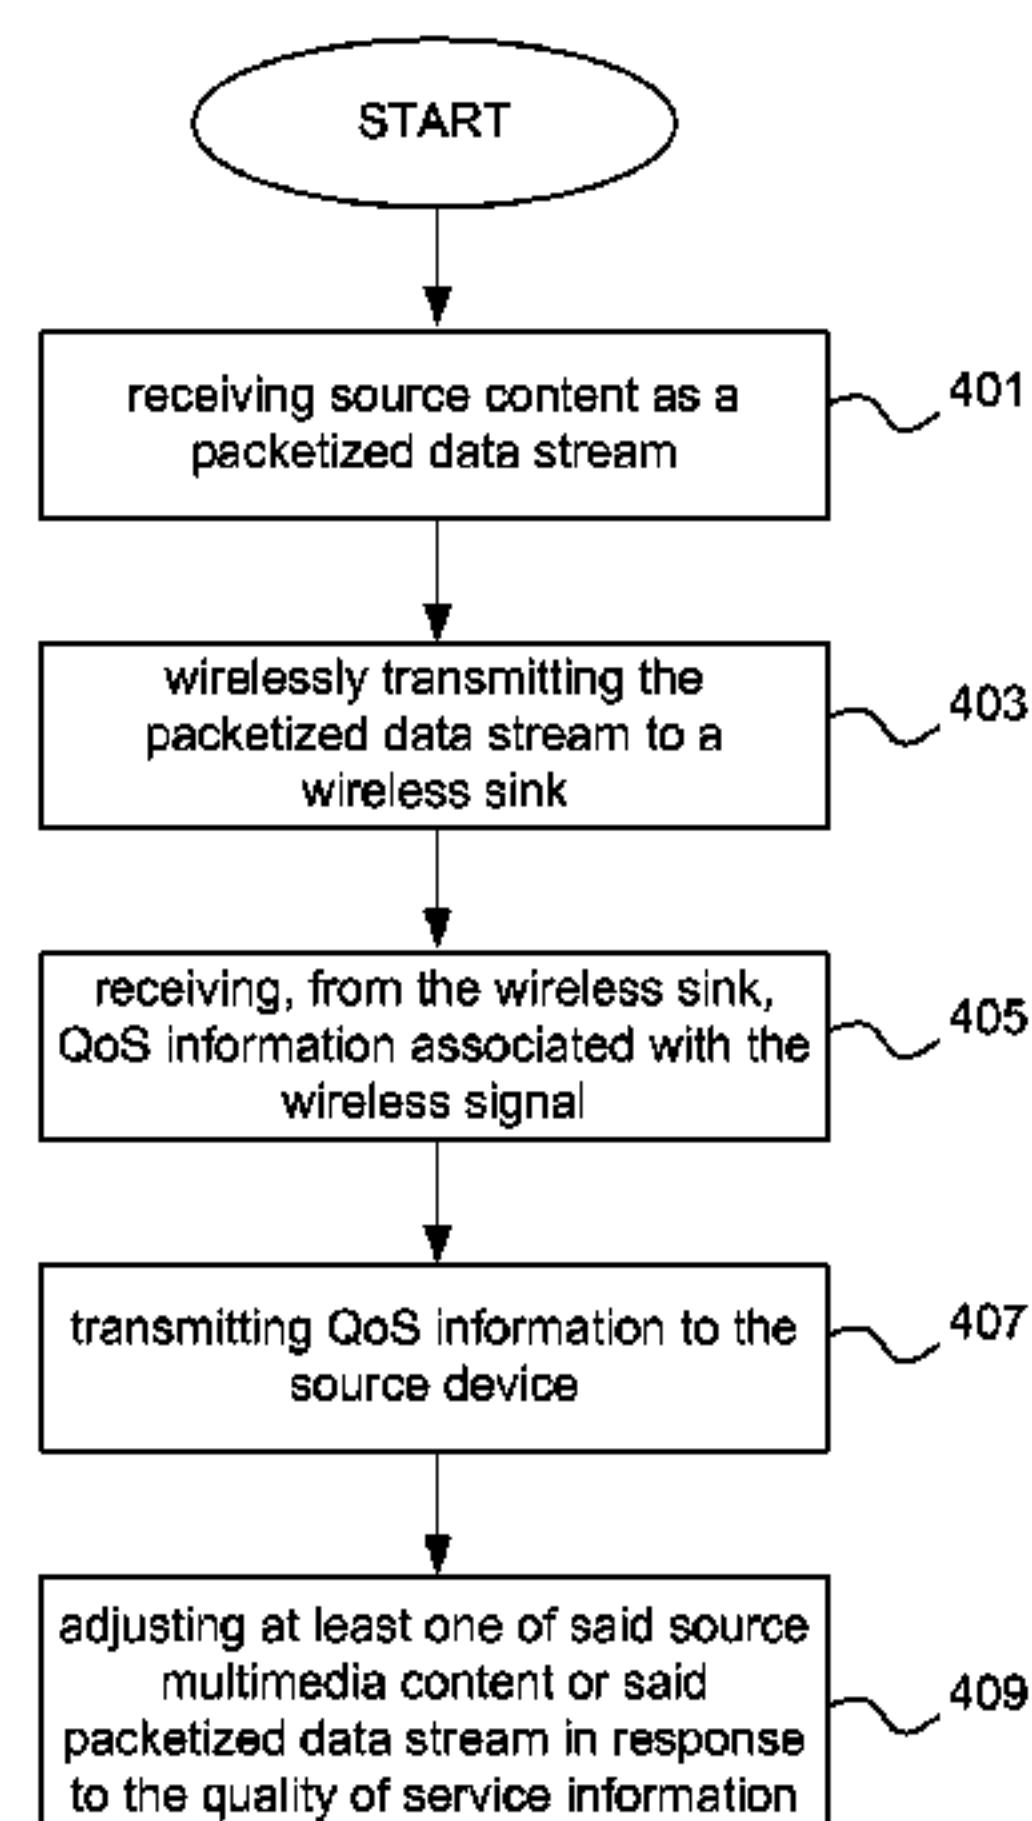 START
receiving source content as a
packetized data stream
401
wirelessly transmitting the
packetized data stream to a
wireless sink
403
receiving, from the wireless sink,
QoS information associated with the
wireless signal
405
transmitting QoS information to the
source device
407
adjusting at least one of said source
multimedia content or said
packetized data stream in response
to the quality of service information
409